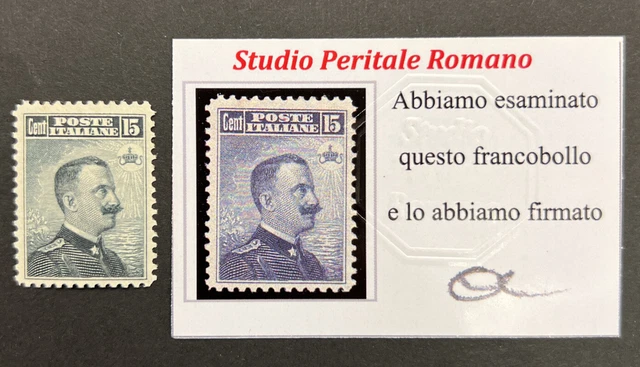 Cent POSTE ITALIANE 15
Studio Peritale Romano
Cent POSTE ITALIANE 15
Abbiamo esaminato
questo francobollo
e lo abbiamo firmato